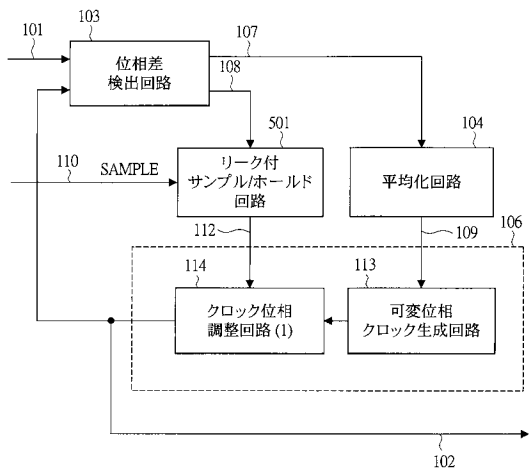 101
103
107
位相差
検出回路
108
501
104
リーク付
サンプル/ホールド
回路
平均化回路
110
SAMPLE
112
109
106
114
113
クロック位相
調整回路(1)
可変位相
クロック生成回路
102